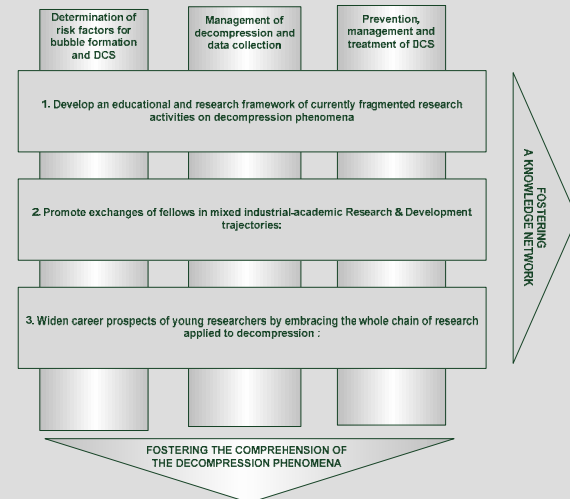 Determination of
risk factors for
bubble formation
and DCS
Management of
decompression and
data collection
Prevention,
management and
treatment of DCS
1. Develop an educational and research framework of currently fragmented research
activities on decompression phenomena
2. Promote exchanges of fellows in mixed industrial-academic Research & Development
trajectories:
3. Widen career prospects of young researchers by embracing the whole chain of research
applied to decompression :
FOSTERING
A KNOWLEDGE NETWORK
FOSTERING THE COMPREHENSION OF
THE DECOMPRESSION PHENOMENA